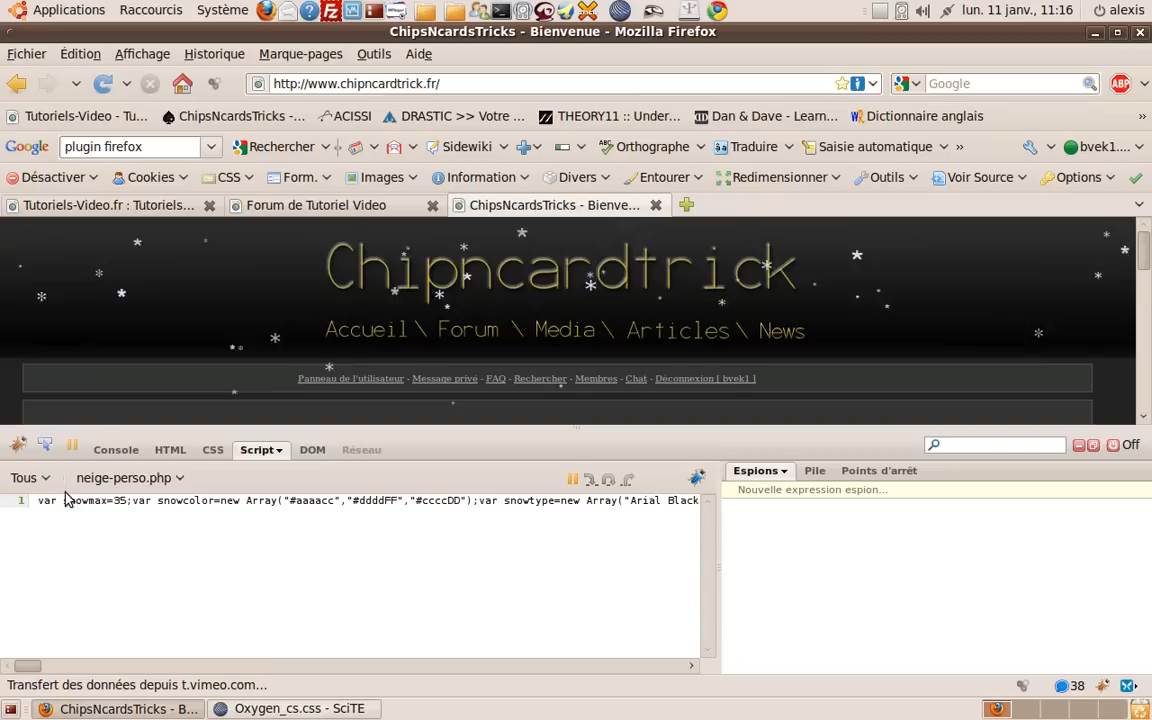 Applications Raccourcis Système lun. 11 janv., 11:16 alexis
ChipsNcardsTricks - Bienvenue - Mozilla Firefox
Fichier Édition Affichage Historique Marque-pages Outils Aide
http://www.chipncardtrick.fr/ Google ABP
Tutoriels-Video - Tu... ChipsNcardsTricks -... ACISSI DRASTIC >> Votre ... THEORY11 :: Under... Dan & Dave - Learn... Dictionnaire anglais »
Google plugin firefox Rechercher Sidewiki Orthographe Traduire Saisie automatique » bvek1....
Désactiver Cookies CSS Form. Images Information Divers Entourer Redimensionner Outils Voir Source Options
Tutoriels-Video.fr : Tutoriels... Forum de Tutoriel Video ChipsNcardsTricks - Bienve...
Chipncardtrick
Accueil \ Forum \ Media \ Articles \ News
Panneau de l'utilisateur - Message privé - FAQ - Rechercher - Membres - Chat - Déconnexion [ bvek1 ]
Console HTML CSS Script DOM Réseau Off
Tous neige-perso.php Espions Pile Points d'arrêt
Nouvelle expression espion...
1 var snowmax=35;var snowcolor=new Array("#aaaacc","#ddddFF","#ccccDD");var snowtype=new Array("Arial Black
Transfert des données depuis t.vimeo.com... 38
ChipsNcardsTricks - B... Oxygen_cs.css - SciTE